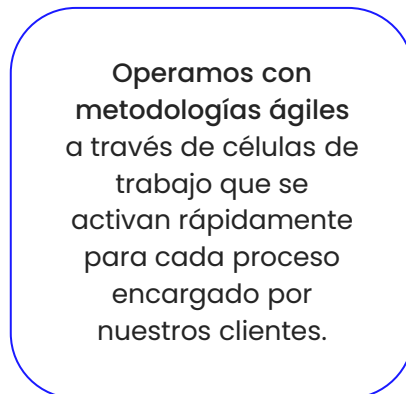 Operamos con
metodologías ágiles
a través de células de
trabajo que se
activan rápidamente
para cada proceso
encargado por
nuestros clientes.